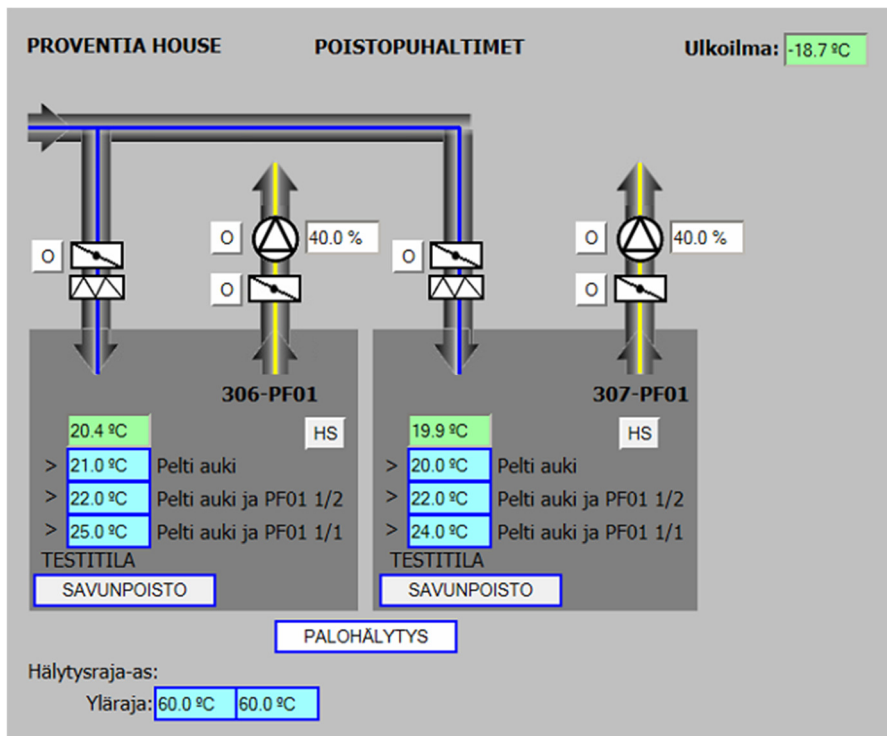 PROVENTIA HOUSE POISTOPUHALTIMET Ulkoilma: -18.7 ºC
O 40.0 % O 40.0 %
O O
O O
306-PF01 307-PF01
20.4 ºC HS 19.9 ºC HS
> 21.0 ºC Pelti auki > 20.0 ºC Pelti auki
> 22.0 ºC Pelti auki ja PF01 1/2 > 22.0 ºC Pelti auki ja PF01 1/2
> 25.0 ºC Pelti auki ja PF01 1/1 > 24.0 ºC Pelti auki ja PF01 1/1
TESTITILA TESTITILA
SAVUNPOISTO SAVUNPOISTO
PALOHÄLYTYS
Hälytysraja-as:
Yläraja: 60.0 ºC 60.0 ºC